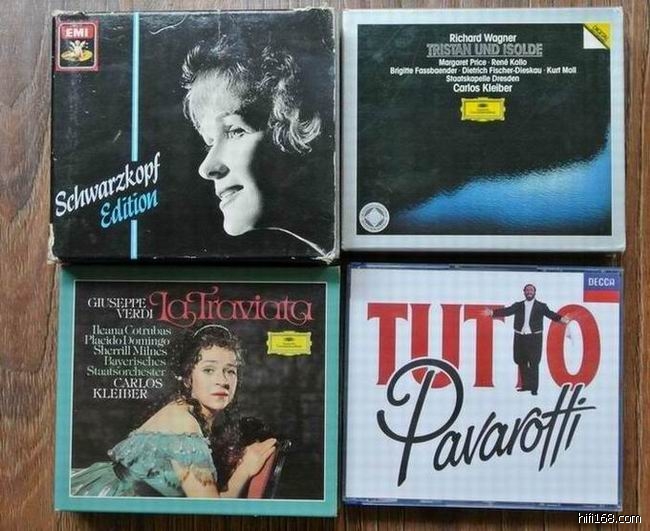 EMI
Schwarzkopf
Edition
DIGITAL
Richard Wagner
TRISTAN UND ISOLDE
Margaret Price · René Kollo
Brigitte Fassbaender · Dietrich Fischer-Dieskau · Kurt Moll
Staatskapelle Dresden
Carlos Kleiber
GIUSEPPE
VERDI
La Traviata
Ileana Cotrubas
Placido Domingo
Sherrill Milnes
Bayerisches
Staatsorchester
CARLOS
KLEIBER
DECCA
TUTTO
Pavarotti
hifi168.com